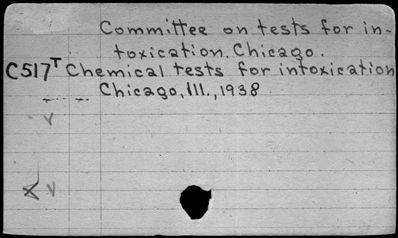 Committee on tests for in-
toxication. Chicago.
C517T Chemical tests for intoxication
Chicago, Ill., 1938